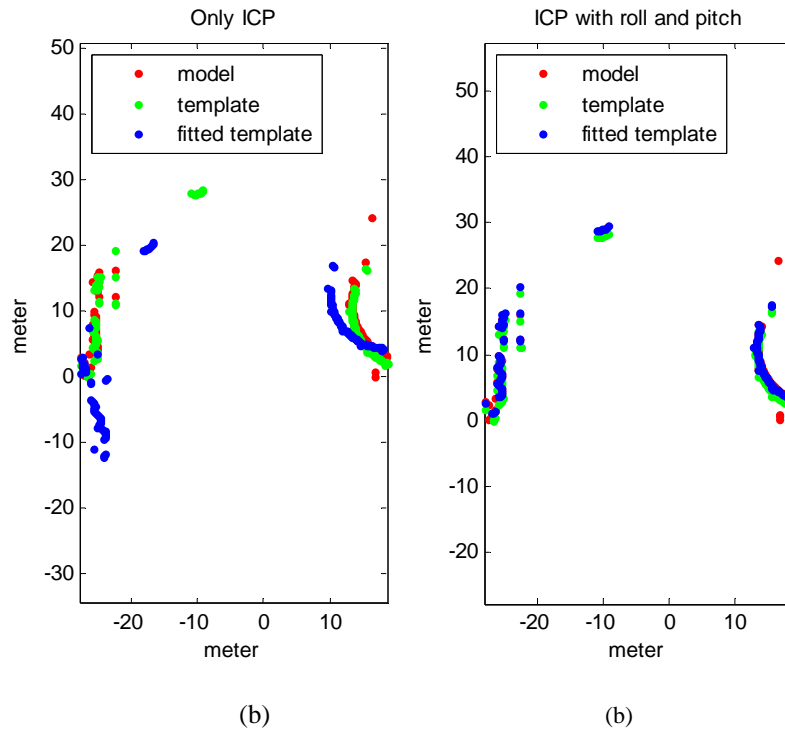 Only ICP
50
40
30
20
10
0
-10
-20
-30
meter
model
template
fitted template
-20
-10
0
10
meter
(b)
ICP with roll and pitch
50
40
30
20
10
0
-10
-20
meter
model
template
fitted template
-20
-10
0
10
meter
(b)